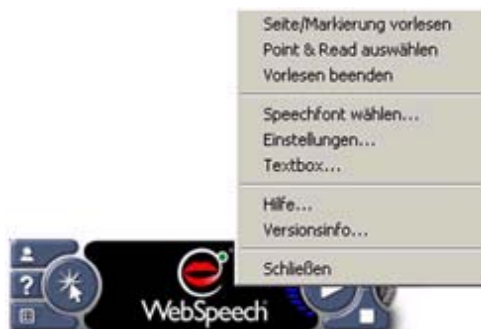 Seite/Markierung vorlesen
Point & Read auswählen
Vorlesen beenden
Speechfont wählen...
Einstellungen...
Textbox...
Hilfe...
Versionsinfo...
Schließen
?
WebSpeech